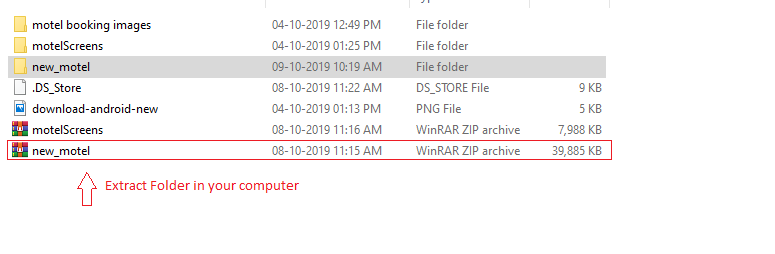 motel booking images 04-10-2019 12:49 PM File folder
motelScreens 04-10-2019 01:25 PM File folder
new_motel 09-10-2019 10:19 AM File folder
.DS_Store 08-10-2019 11:22 AM DS_STORE File 9 KB
download-android-new 04-10-2019 01:13 PM PNG File 5 KB
motelScreens 08-10-2019 11:16 AM WinRAR ZIP archive 7,988 KB
new_motel 08-10-2019 11:15 AM WinRAR ZIP archive 39,885 KB
Extract Folder in your computer